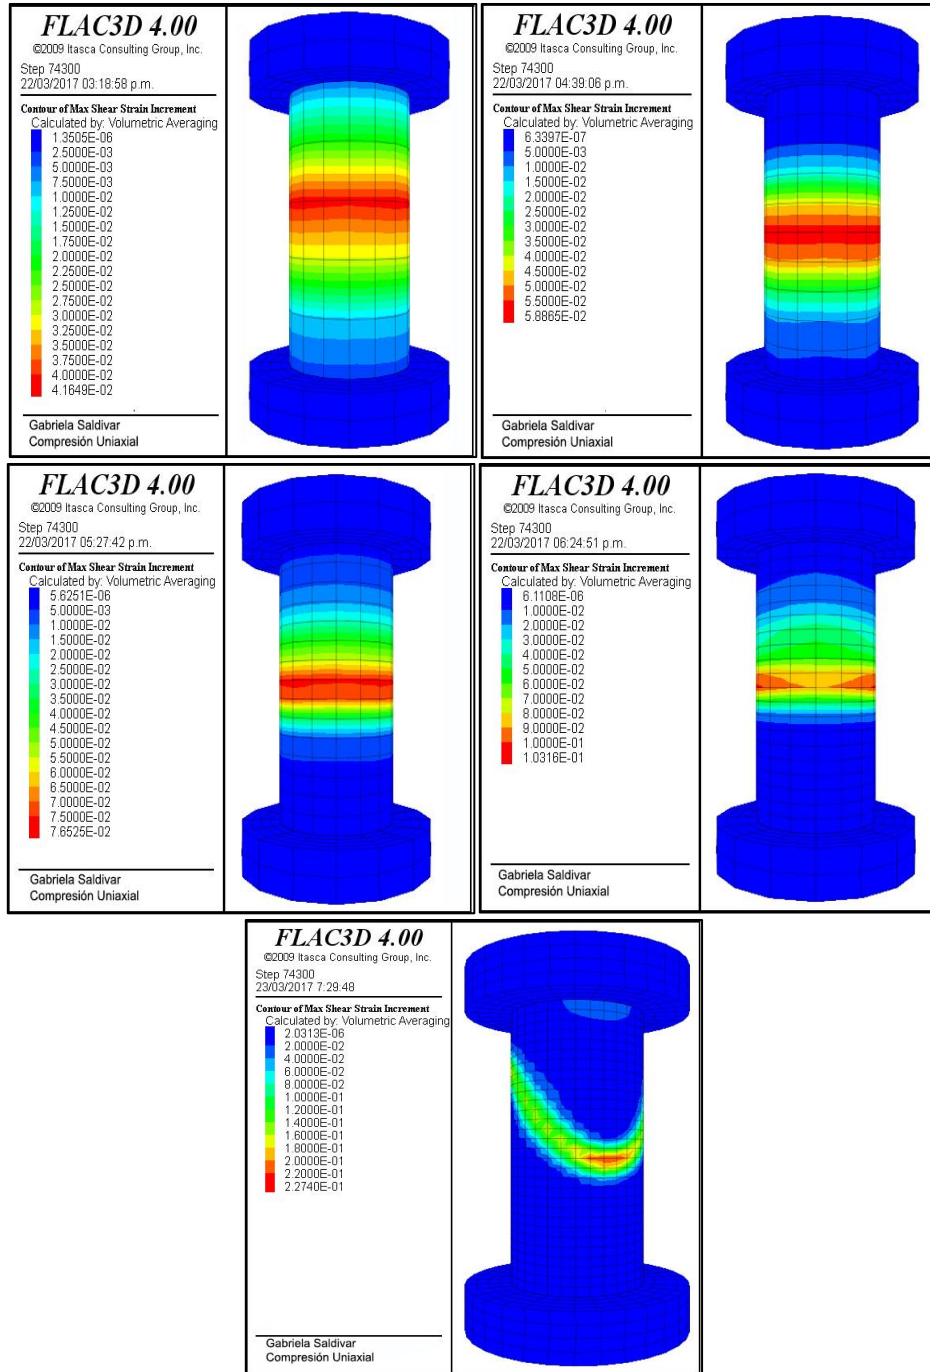 FLAC3D 4.00
©2009 Itasca Consulting Group, Inc.
Step 74300
22/03/2017 03:18:58 p.m.
Contour of Max Shear Strain Increment
Calculated by: Volumetric Averaging
1.3505E-06
2.5000E-03
5.0000E-03
7.5000E-03
1.0000E-02
1.2500E-02
1.5000E-02
1.7500E-02
2.0000E-02
2.2500E-02
2.5000E-02
2.7500E-02
3.0000E-02
3.2500E-02
3.5000E-02
3.7500E-02
4.0000E-02
4.1649E-02
Gabriela Saldivar
Compresión Uniaxial
FLAC3D 4.00
©2009 Itasca Consulting Group, Inc.
Step 74300
22/03/2017 04:39:06 p.m.
Contour of Max Shear Strain Increment
Calculated by: Volumetric Averaging
6.3397E-07
5.0000E-03
1.0000E-02
1.5000E-02
2.0000E-02
2.5000E-02
3.0000E-02
3.5000E-02
4.0000E-02
4.5000E-02
5.0000E-02
5.5000E-02
5.8865E-02
Gabriela Saldivar
Compresión Uniaxial
FLAC3D 4.00
©2009 Itasca Consulting Group, Inc.
Step 74300
22/03/2017 05:27:42 p.m.
Contour of Max Shear Strain Increment
Calculated by: Volumetric Averaging
5.6251E-06
5.0000E-03
1.0000E-02
1.5000E-02
2.0000E-02
2.5000E-02
3.0000E-02
3.5000E-02
4.0000E-02
4.5000E-02
5.0000E-02
5.5000E-02
6.0000E-02
6.5000E-02
7.0000E-02
7.5000E-02
7.6525E-02
Gabriela Saldivar
Compresión Uniaxial
FLAC3D 4.00
©2009 Itasca Consulting Group, Inc.
Step 74300
22/03/2017 06:24:51 p.m.
Contour of Max Shear Strain Increment
Calculated by: Volumetric Averaging
6.1108E-06
1.0000E-02
2.0000E-02
3.0000E-02
4.0000E-02
5.0000E-02
6.0000E-02
7.0000E-02
8.0000E-02
9.0000E-02
1.0000E-01
1.0316E-01
Gabriela Saldivar
Compresión Uniaxial
FLAC3D 4.00
©2009 Itasca Consulting Group, Inc.
Step 74300
23/03/2017 7:29:48
Contour of Max Shear Strain Increment
Calculated by: Volumetric Averaging
2.0313E-06
2.0000E-02
4.0000E-02
6.0000E-02
8.0000E-02
1.0000E-01
1.2000E-01
1.4000E-01
1.6000E-01
1.8000E-01
2.0000E-01
2.2000E-01
2.2740E-01
Gabriela Saldivar
Compresión Uniaxial